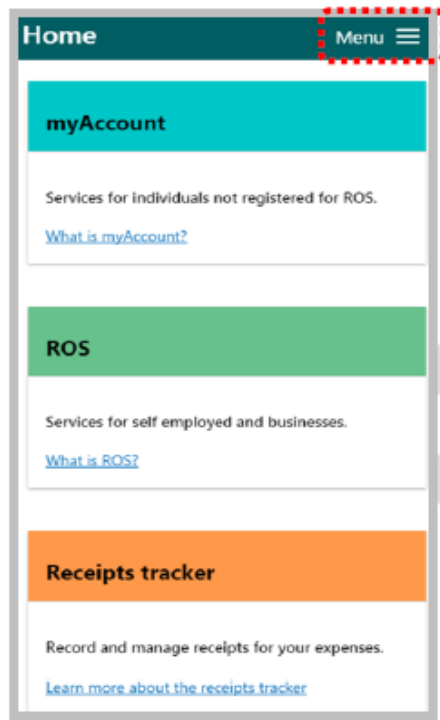 Home
Menu
myAccount
Services for individuals not registered for ROS.
What is myAccount?
ROS
Services for self employed and businesses.
What is ROS?
Receipts tracker
Record and manage receipts for your expenses.
Learn more about the receipts tracker